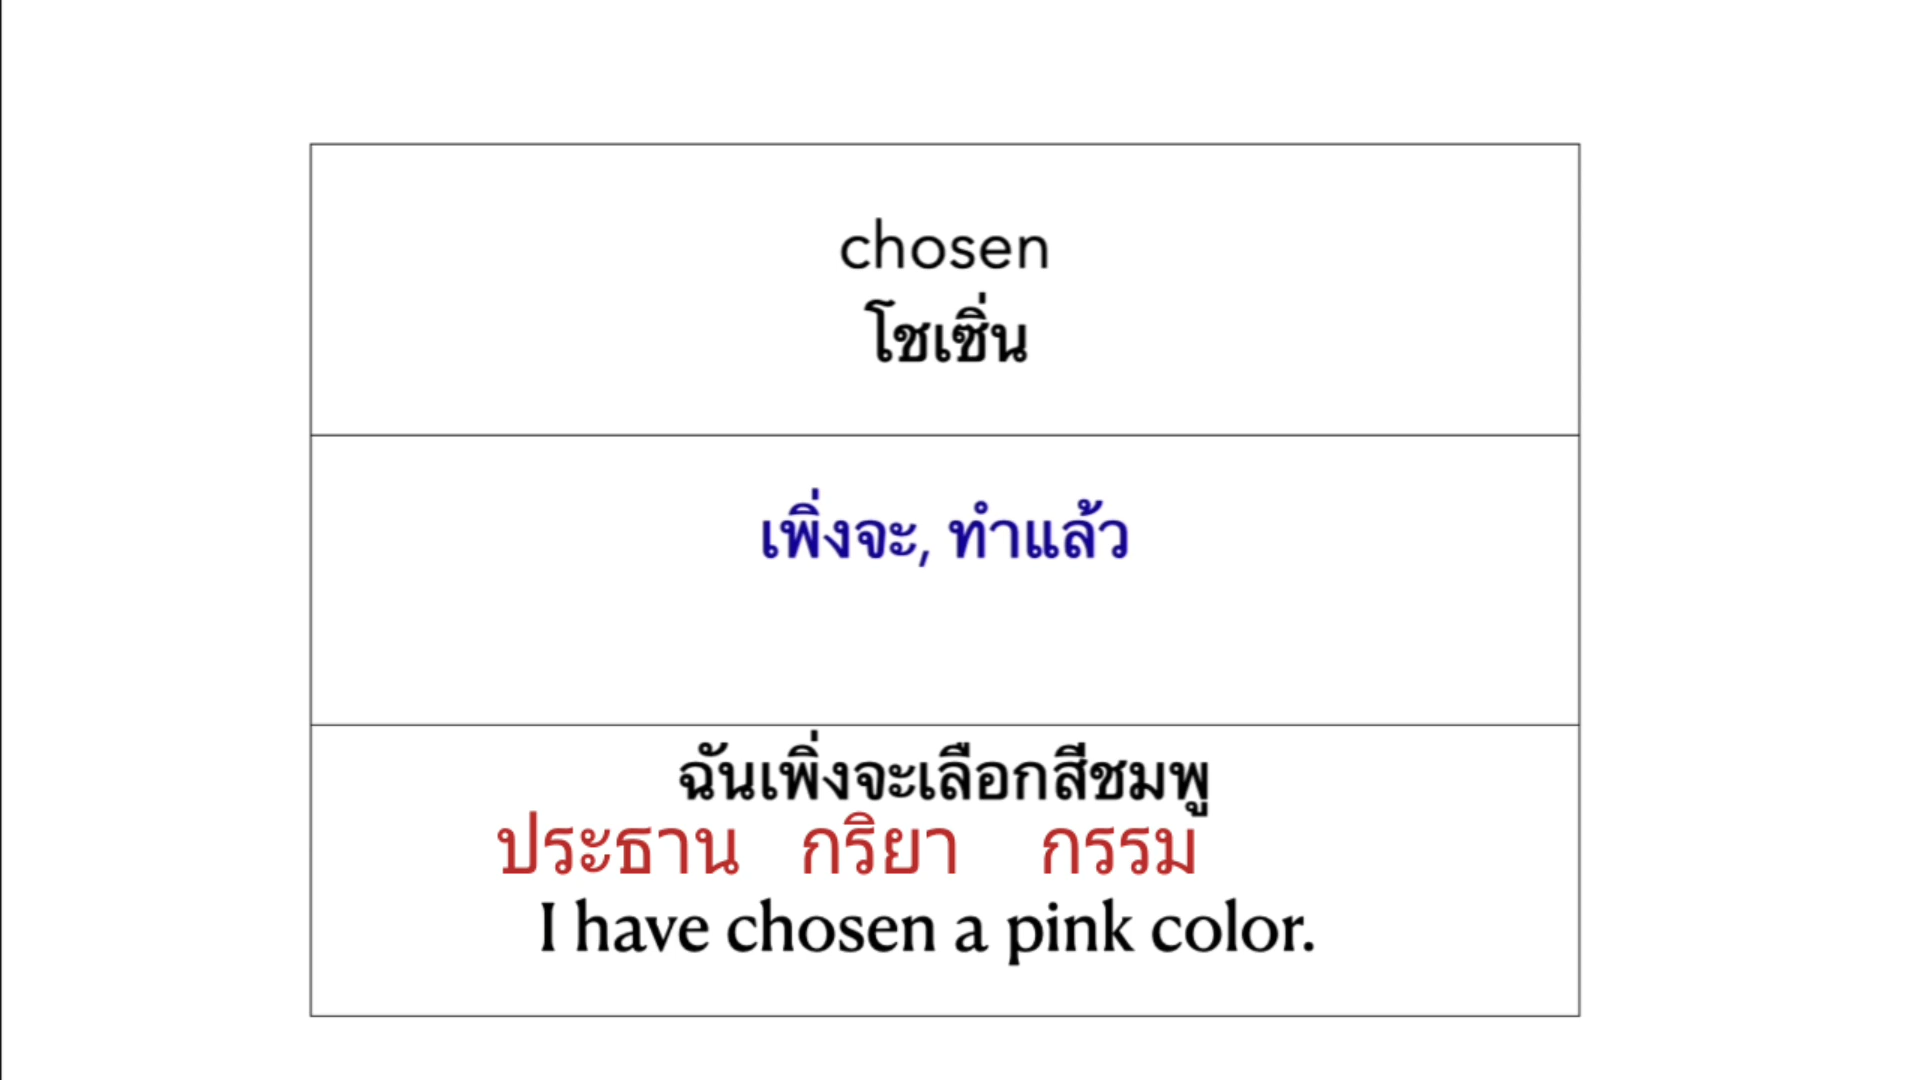 chosen
โชเซิ่น
เพิ่งจะ, ทำแล้ว
ฉันเพิ่งจะเลือกสีชมพู
ประธาน กริยา กรรม
I have chosen a pink color.